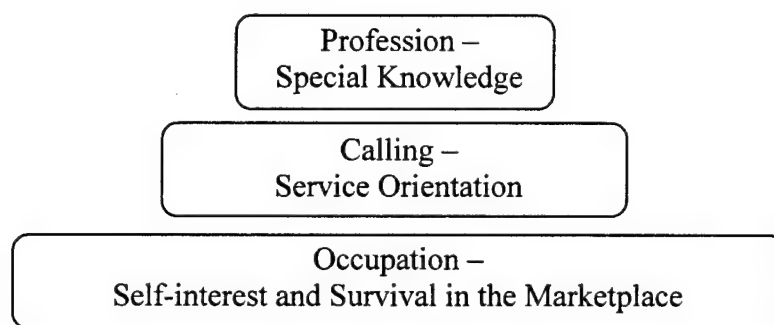 Profession –
Special Knowledge
Calling –
Service Orientation
Occupation –
Self-interest and Survival in the Marketplace